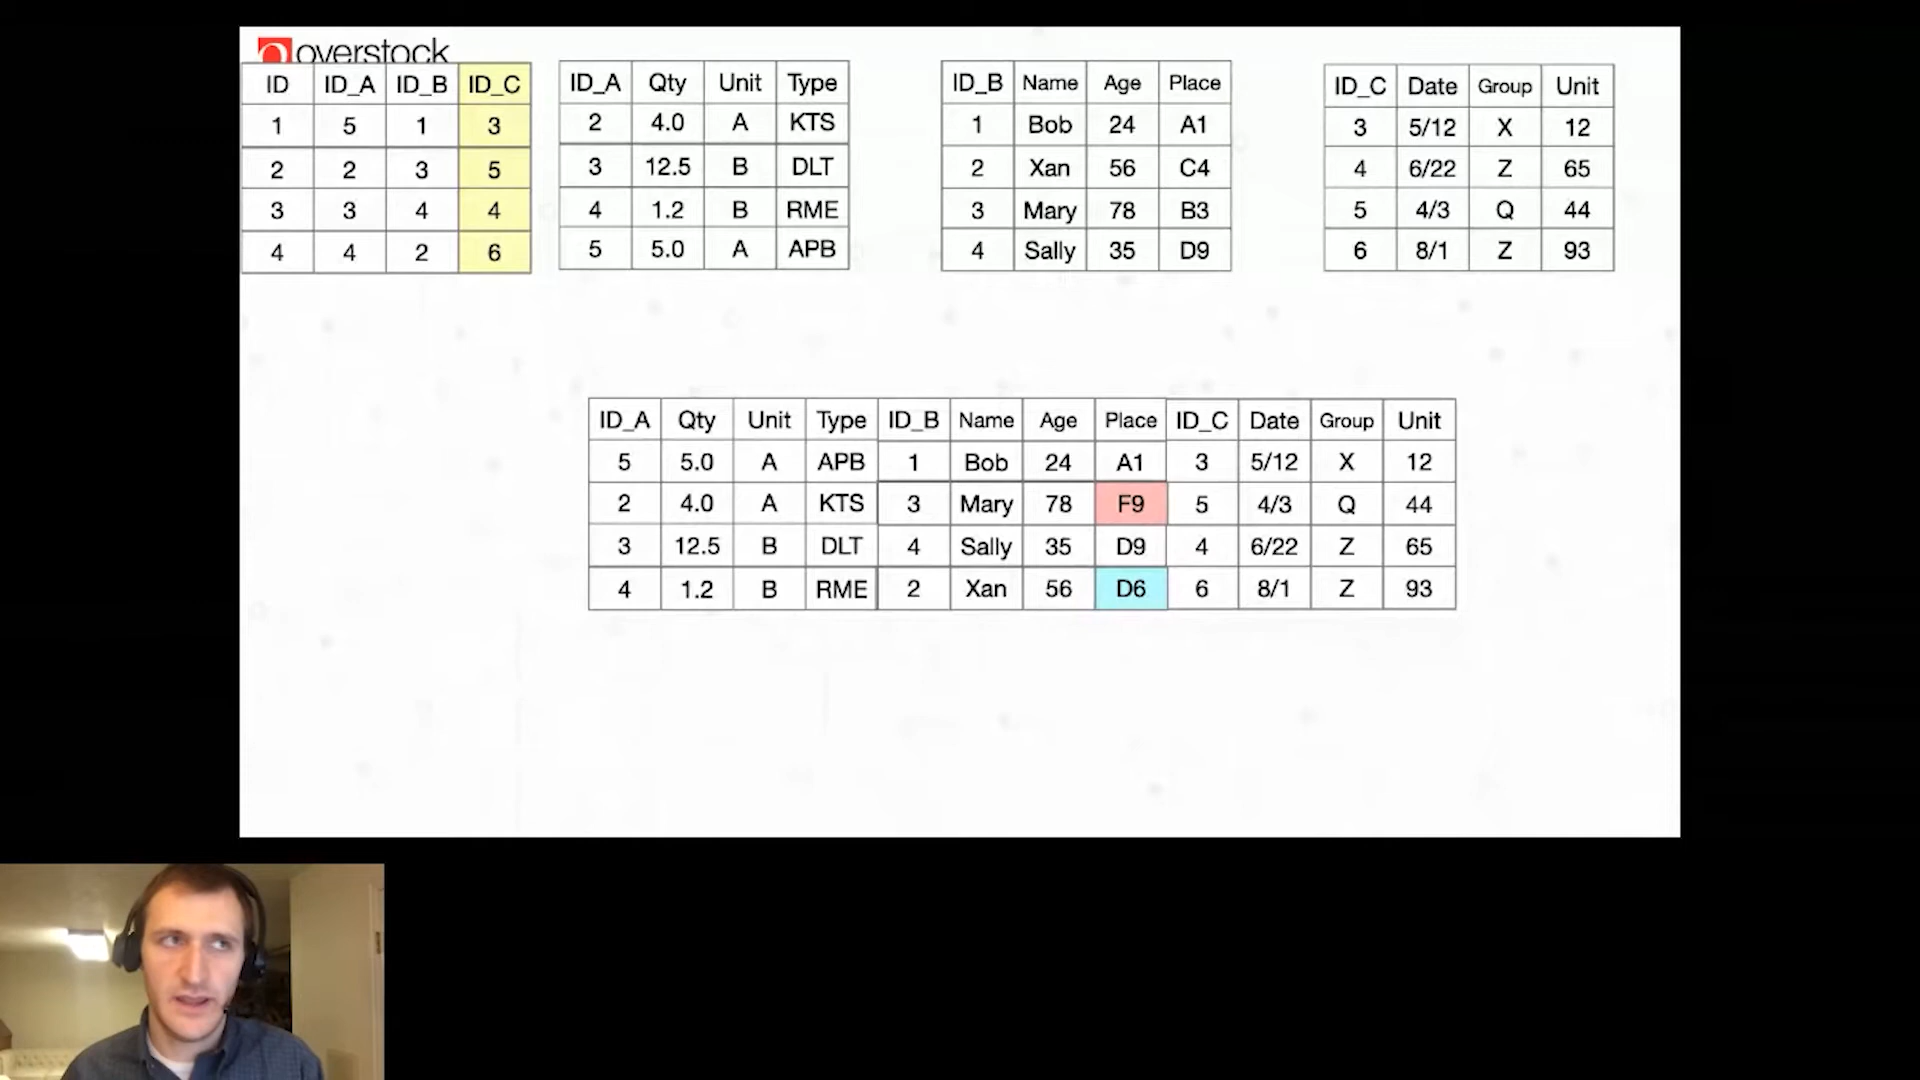 overstock
ID ID_A ID_B ID_C
1 5 1 3
2 2 3 5
3 3 4 4
4 4 2 6
ID_A Qty Unit Type
2 4.0 A KTS
3 12.5 B DLT
4 1.2 B RME
5 5.0 A APB
ID_B Name Age Place
1 Bob 24 A1
2 Xan 56 C4
3 Mary 78 B3
4 Sally 35 D9
ID_C Date Group Unit
3 5/12 X 12
4 6/22 Z 65
5 4/3 Q 44
6 8/1 Z 93
ID_A Qty Unit Type ID_B Name Age Place ID_C Date Group Unit
5 5.0 A APB 1 Bob 24 A1 3 5/12 X 12
2 4.0 A KTS 3 Mary 78 F9 5 4/3 Q 44
3 12.5 B DLT 4 Sally 35 D9 4 6/22 Z 65
4 1.2 B RME 2 Xan 56 D6 6 8/1 Z 93